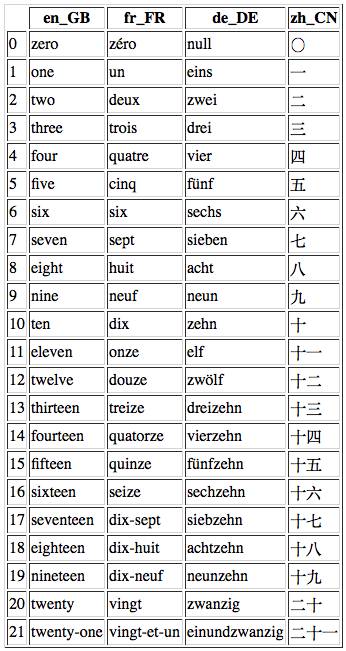 en_GB fr_FR de_DE zh_CN
0 zero zéro null 〇
1 one un eins 一
2 two deux zwei 二
3 three trois drei 三
4 four quatre vier 四
5 five cinq fünf 五
6 six six sechs 六
7 seven sept sieben 七
8 eight huit acht 八
9 nine neuf neun 九
10 ten dix zehn 十
11 eleven onze elf 十一
12 twelve douze zwölf 十二
13 thirteen treize dreizehn 十三
14 fourteen quatorze vierzehn 十四
15 fifteen quinze fünfzehn 十五
16 sixteen seize sechzehn 十六
17 seventeen dix-sept siebzehn 十七
18 eighteen dix-huit achtzehn 十八
19 nineteen dix-neuf neunzehn 十九
20 twenty vingt zwanzig 二十
21 twenty-one vingt-et-un einundzwanzig 二十一